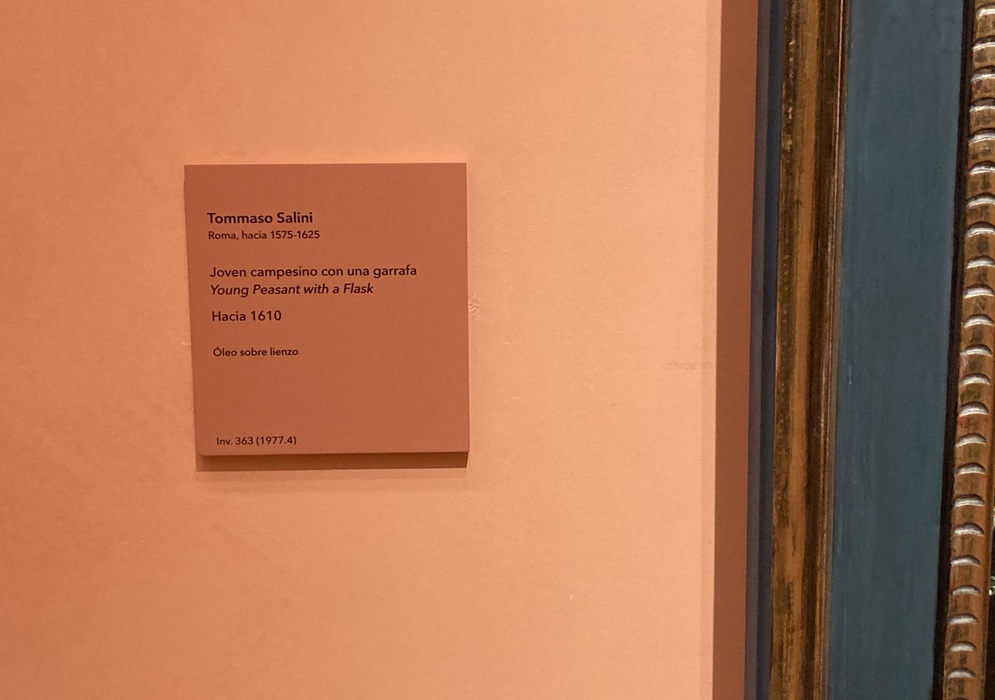 Tommaso Salini
Roma, hacia 1575-1625
Joven campesino con una garrafa
Young Peasant with a Flask
Hacia 1610
Óleo sobre lienzo
Inv. 363 (1977.4)